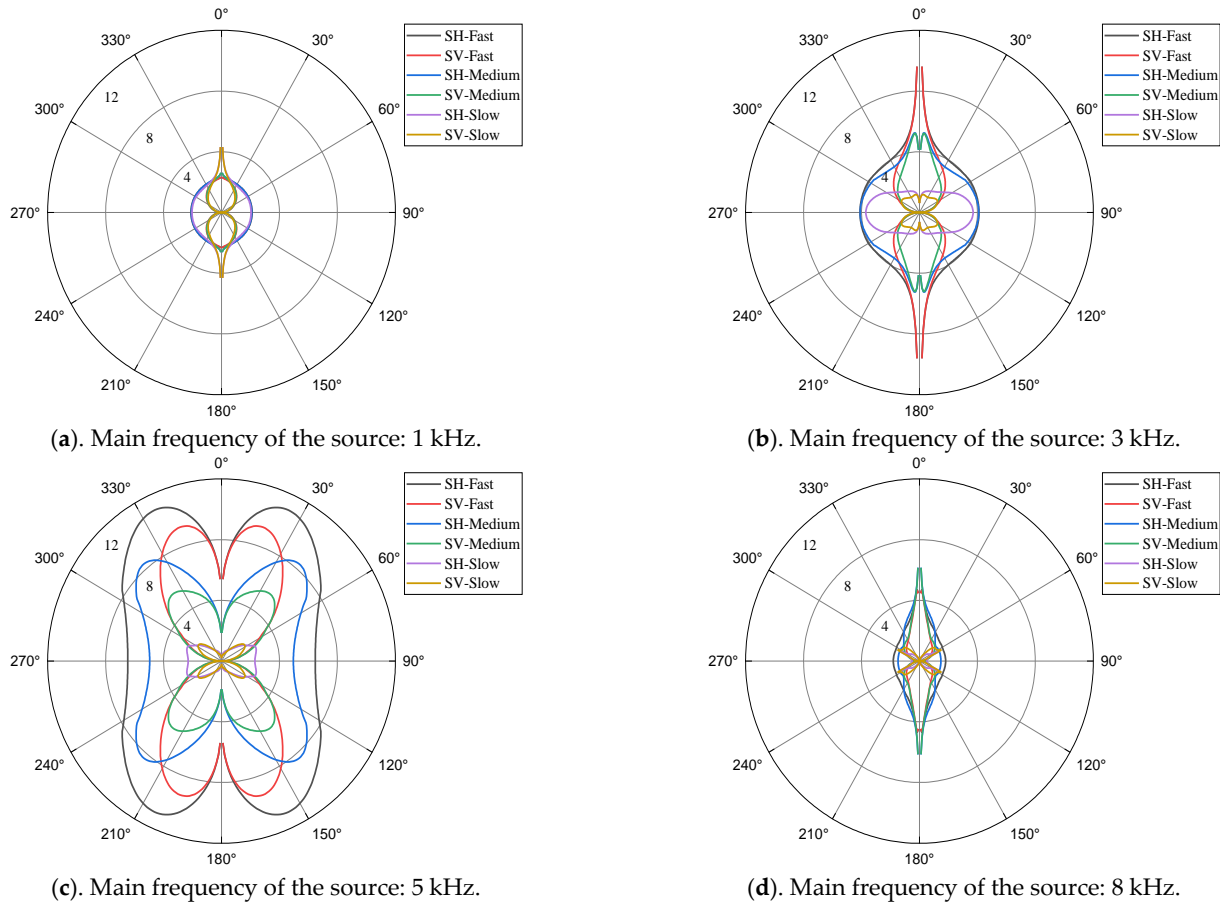 0°
30°
60°
90°
120°
150°
180°
210°
240°
270°
300°
330°
12
8
4
SH-Fast
SV-Fast
SH-Medium
SV-Medium
SH-Slow
SV-Slow
(a). Main frequency of the source: 1 kHz.
0°
30°
60°
90°
120°
150°
180°
210°
240°
270°
300°
330°
12
8
4
SH-Fast
SV-Fast
SH-Medium
SV-Medium
SH-Slow
SV-Slow
(b). Main frequency of the source: 3 kHz.
0°
30°
60°
90°
120°
150°
180°
210°
240°
270°
300°
330°
12
8
4
SH-Fast
SV-Fast
SH-Medium
SV-Medium
SH-Slow
SV-Slow
(c). Main frequency of the source: 5 kHz.
0°
30°
60°
90°
120°
150°
180°
210°
240°
270°
300°
330°
12
8
4
SH-Fast
SV-Fast
SH-Medium
SV-Medium
SH-Slow
SV-Slow
(d). Main frequency of the source: 8 kHz.